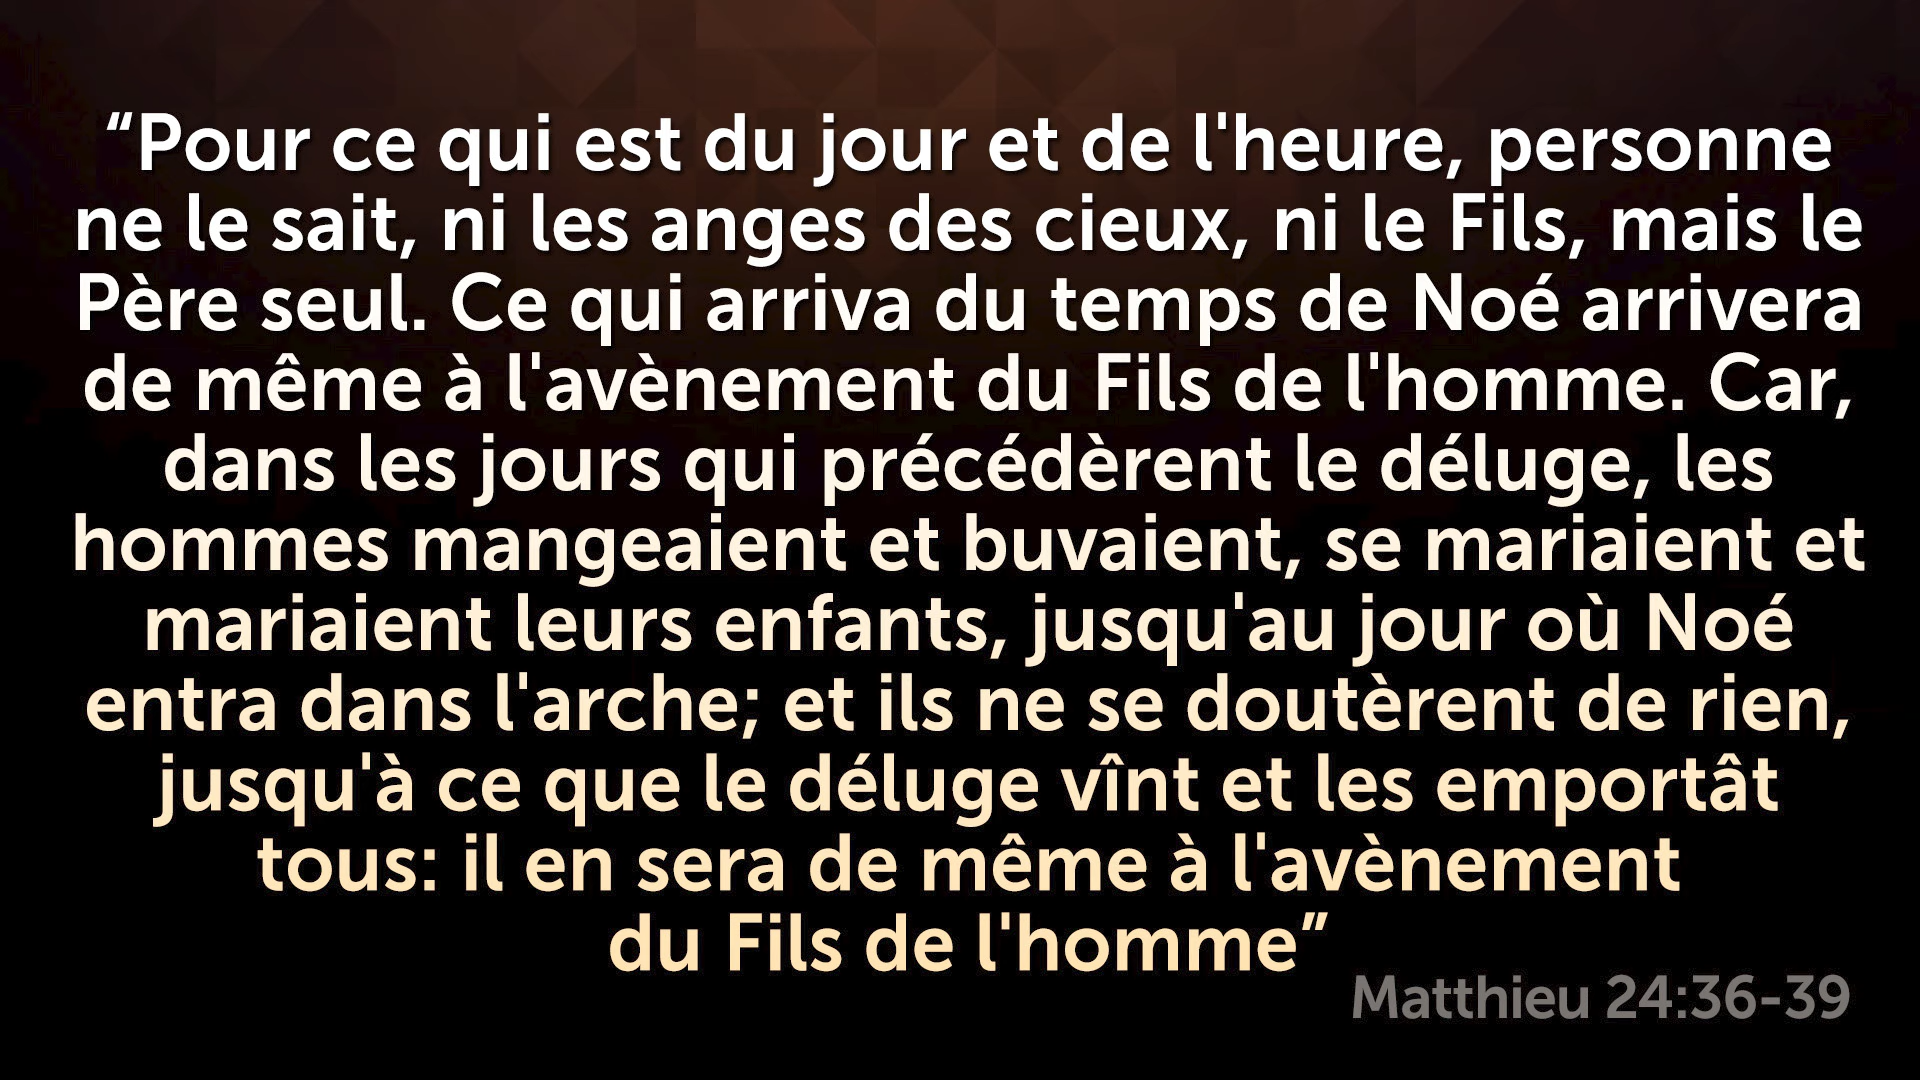 “Pour ce qui est du jour et de l'heure, personne
ne le sait, ni les anges des cieux, ni le Fils, mais le
Père seul. Ce qui arriva du temps de Noé arrivera
de même à l'avènement du Fils de l'homme. Car,
dans les jours qui précédèrent le déluge, les
hommes mangeaient et buvaient, se mariaient et
mariaient leurs enfants, jusqu'au jour où Noé
entra dans l'arche; et ils ne se doutèrent de rien,
jusqu'à ce que le déluge vînt et les emportât
tous: il en sera de même à l'avènement
du Fils de l'homme”
Matthieu 24:36-39